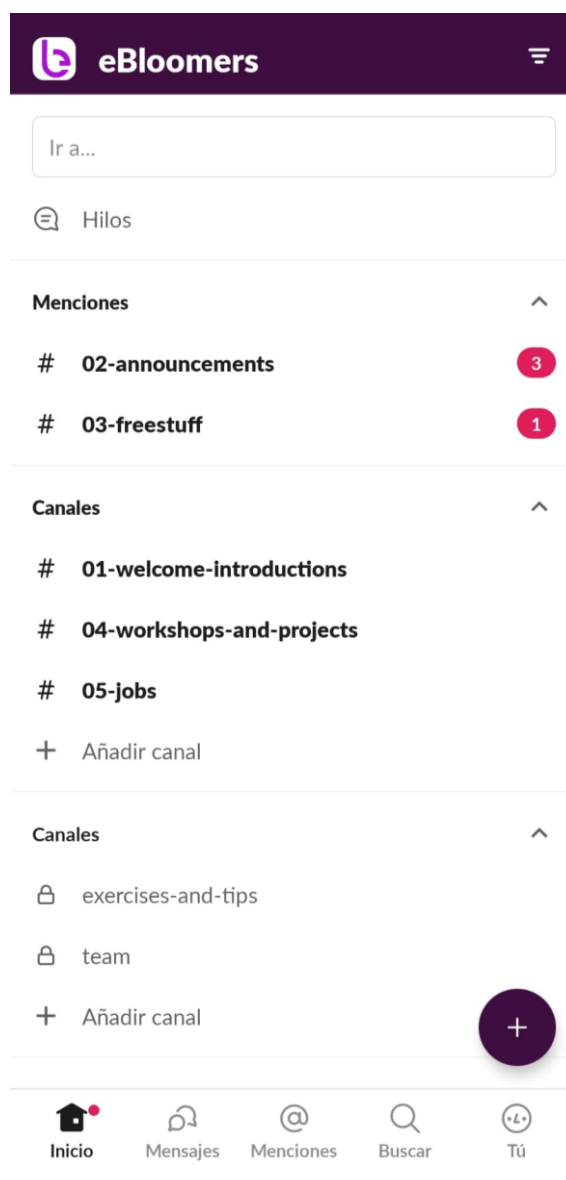 eBloomers
Ir a...
Hilos
Menciones
# 02-announcements 3
# 03-freestuff 1
Canales
# 01-welcome-introductions
# 04-workshops-and-projects
# 05-jobs
+ Añadir canal
Canales
exercises-and-tips
team
+ Añadir canal
+
Inicio Mensajes Menciones Buscar Tú